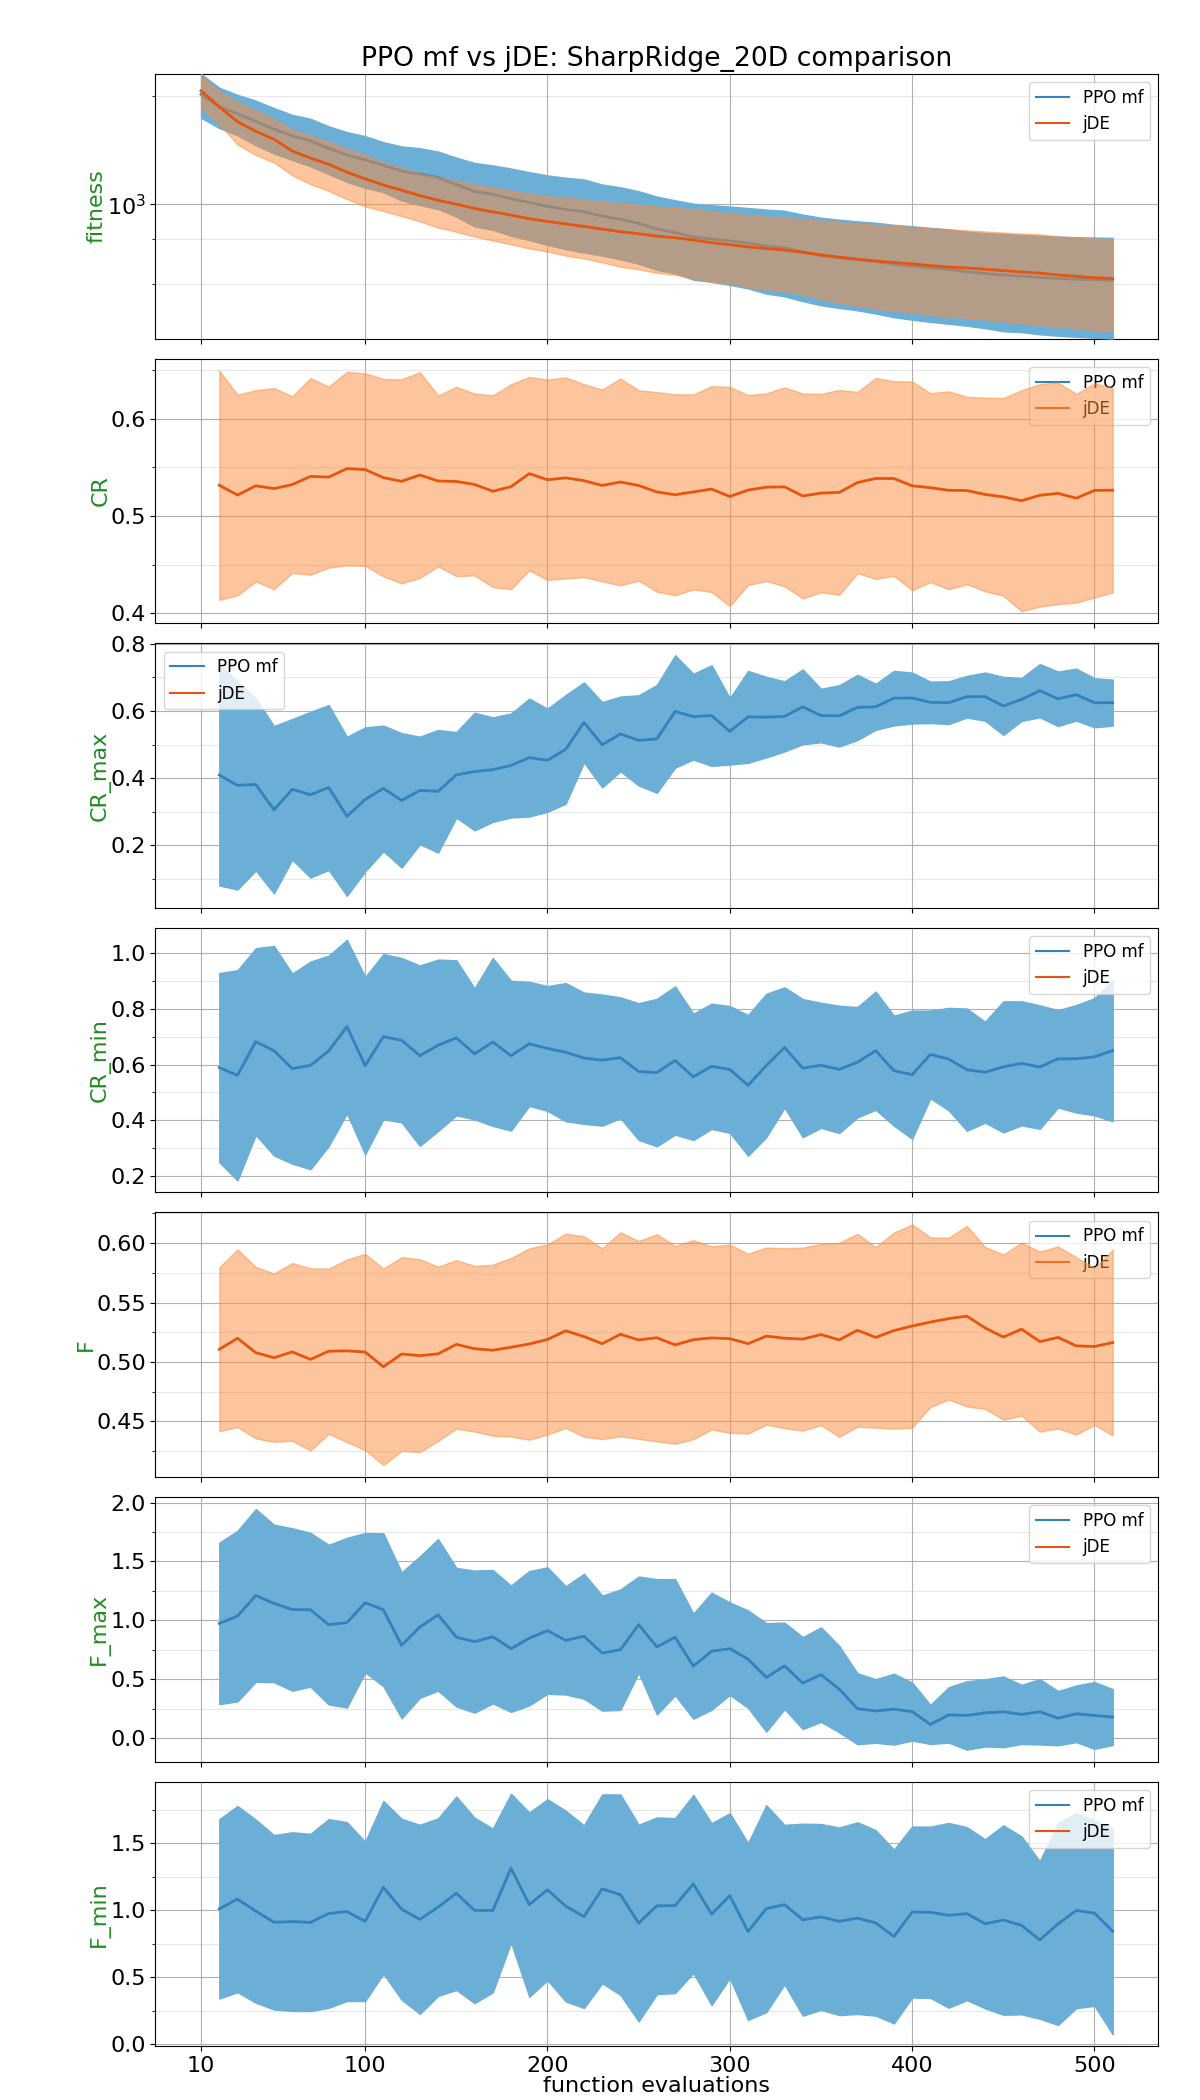 PPO mf vs jDE: SharpRidge_20D comparison
fitness
10³
PPO mf
jDE
CR
0.6
0.5
0.4
PPO mf
jDE
CR_max
0.8
0.6
0.4
0.2
PPO mf
jDE
CR_min
1.0
0.8
0.6
0.4
0.2
PPO mf
jDE
F
0.60
0.55
0.50
0.45
PPO mf
jDE
F_max
2.0
1.5
1.0
0.5
0.0
PPO mf
jDE
F_min
1.5
1.0
0.5
0.0
PPO mf
jDE
10 100 200 300 400 500
function evaluations